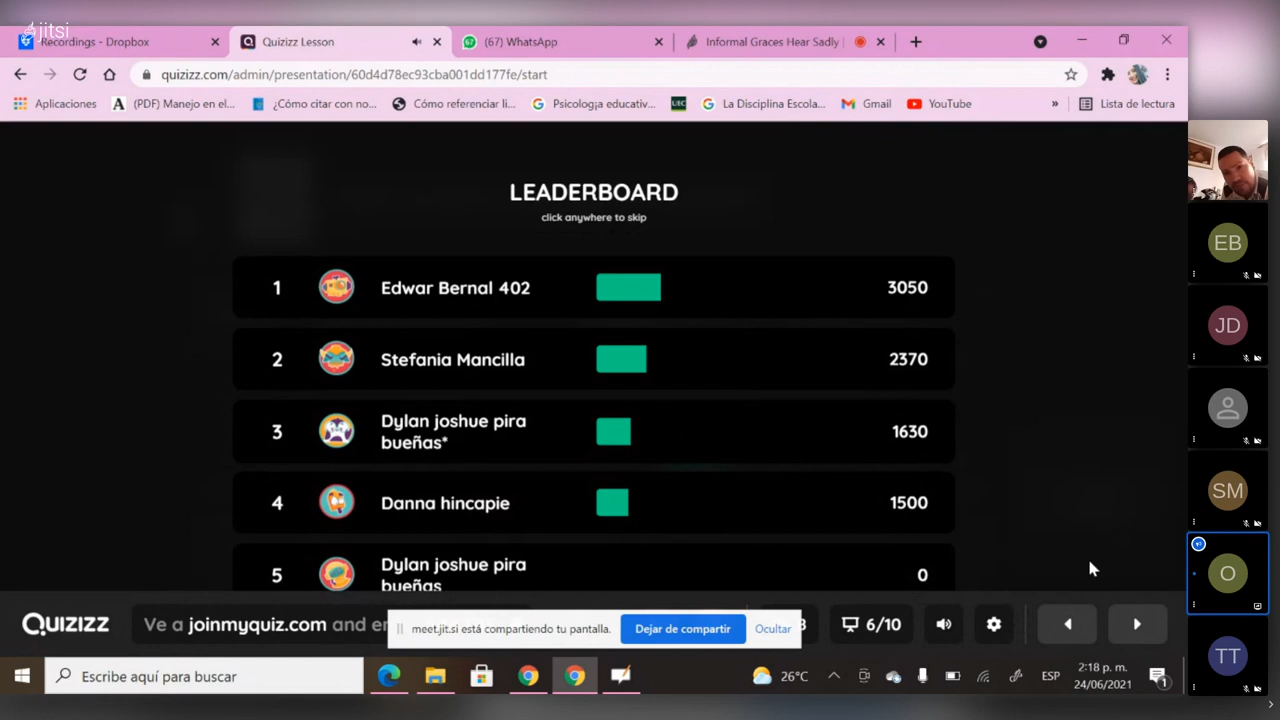 jitsi
Recordings - Dropbox
Quizizz Lesson
(67) WhatsApp
Informal Graces Hear Sadly |
quizizz.com/admin/presentation/60d4d78ec93cba001dd177fe/start
Aplicaciones
(PDF) Manejo en el...
¿Cómo citar con no...
Cómo referenciar li...
Psicolog¡a educativ...
UEC
La Disciplina Escola...
Gmail
YouTube
»
Lista de lectura
LEADERBOARD
click anywhere to skip
1 Edwar Bernal 402 3050
2 Stefania Mancilla 2370
3 Dylan joshue pira
bueñas* 1630
4 Danna hincapie 1500
5 Dylan joshue pira
bueñas 0
EB
JD
SM
O
TT
Quizizz
Ve a joinmyquiz.com and en
meet.jit.si está compartiendo tu pantalla.
Dejar de compartir
Ocultar
6/10
Escribe aquí para buscar
26°C
ESP
2:18 p. m.
24/06/2021
1